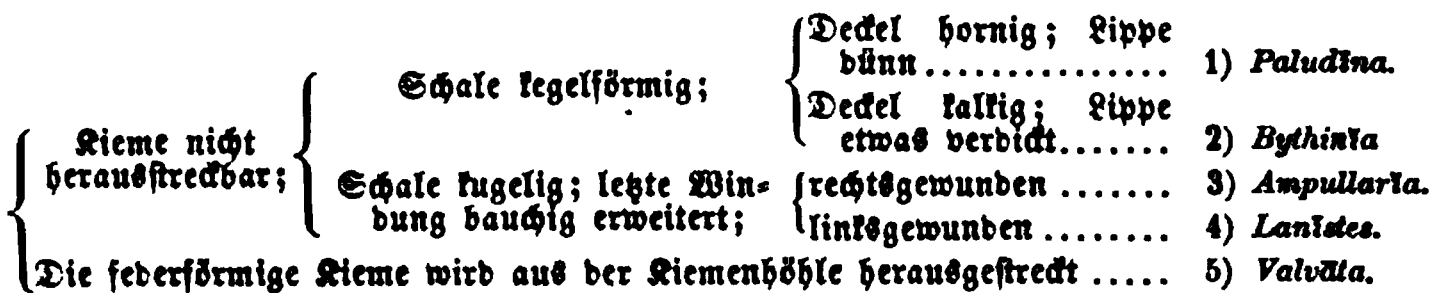 Deckel hornig; Lippe
dünn ................ 1) Paludīna.
Schale kegelförmig;
Deckel kalkig; Lippe
etwas verdickt ....... 2) Bythinĭa
Kieme nicht
herausstreckbar;
Schale kugelig; letzte Win-
dung bauchig erweitert;
rechtsgewunden ....... 3) Ampullarĭa.
linksgewunden ........ 4) Lanīstes.
Die federförmige Kieme wird aus der Kiemenhöhle herausgestreckt ..... 5) Valvāta.